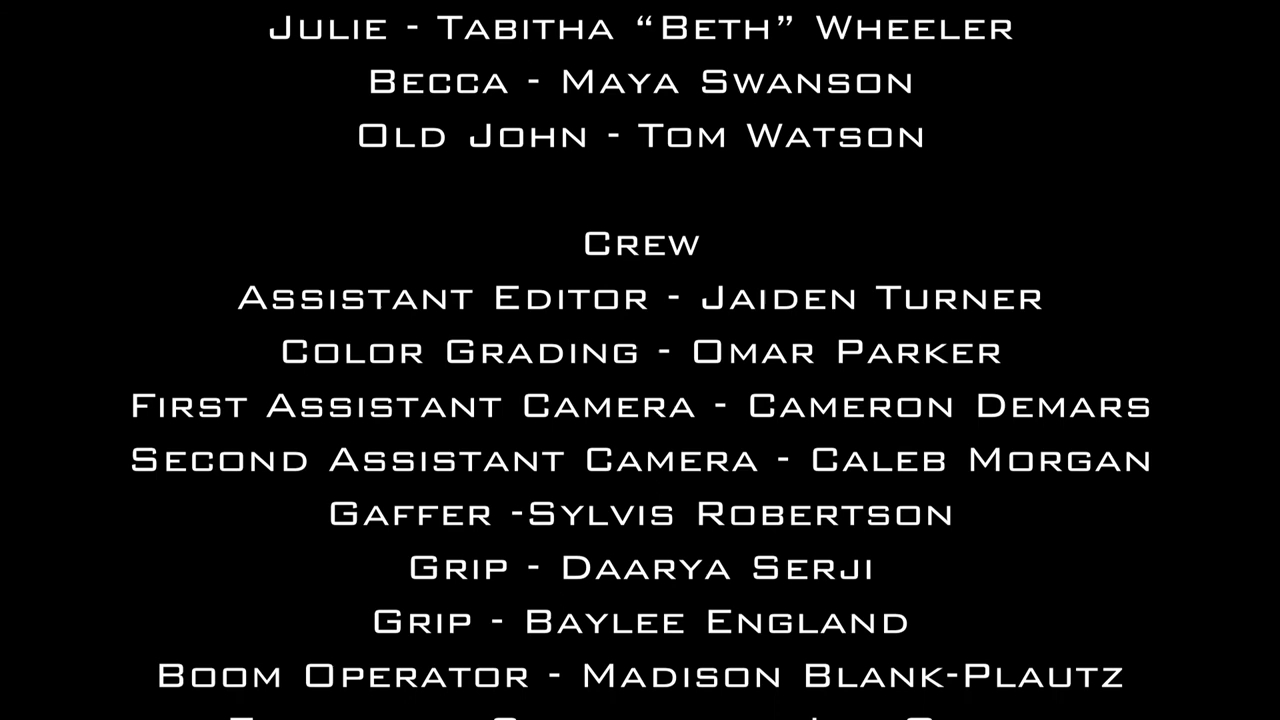 Julie - Tabitha “Beth” Wheeler
Becca - Maya Swanson
Old John - Tom Watson
Crew
Assistant Editor - Jaiden Turner
Color Grading - Omar Parker
First Assistant Camera - Cameron Demars
Second Assistant Camera - Caleb Morgan
Gaffer -Sylvis Robertson
Grip - Daarya Serji
Grip - Baylee England
Boom Operator - Madison Blank-Plautz